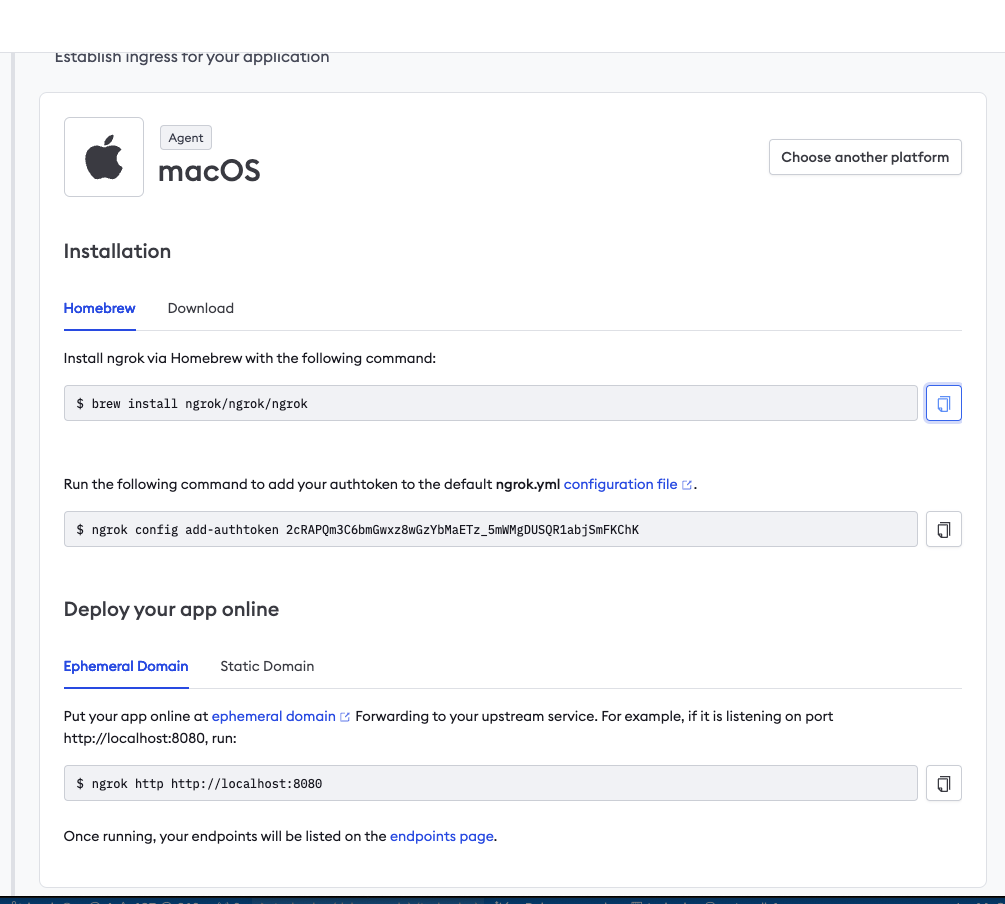 Establish ingress for your application
Agent
macOS
Choose another platform
Installation
Homebrew Download
Install ngrok via Homebrew with the following command:
$ brew install ngrok/ngrok/ngrok
Run the following command to add your authtoken to the default ngrok.yml configuration file.
$ ngrok config add-authtoken 2cRAPQm3C6bmGwxz8wGzYbMaETz_5mWMgDUSQR1abjSmFKChK
Deploy your app online
Ephemeral Domain Static Domain
Put your app online at ephemeral domain Forwarding to your upstream service. For example, if it is listening on port
http://localhost:8080, run:
$ ngrok http http://localhost:8080
Once running, your endpoints will be listed on the endpoints page.